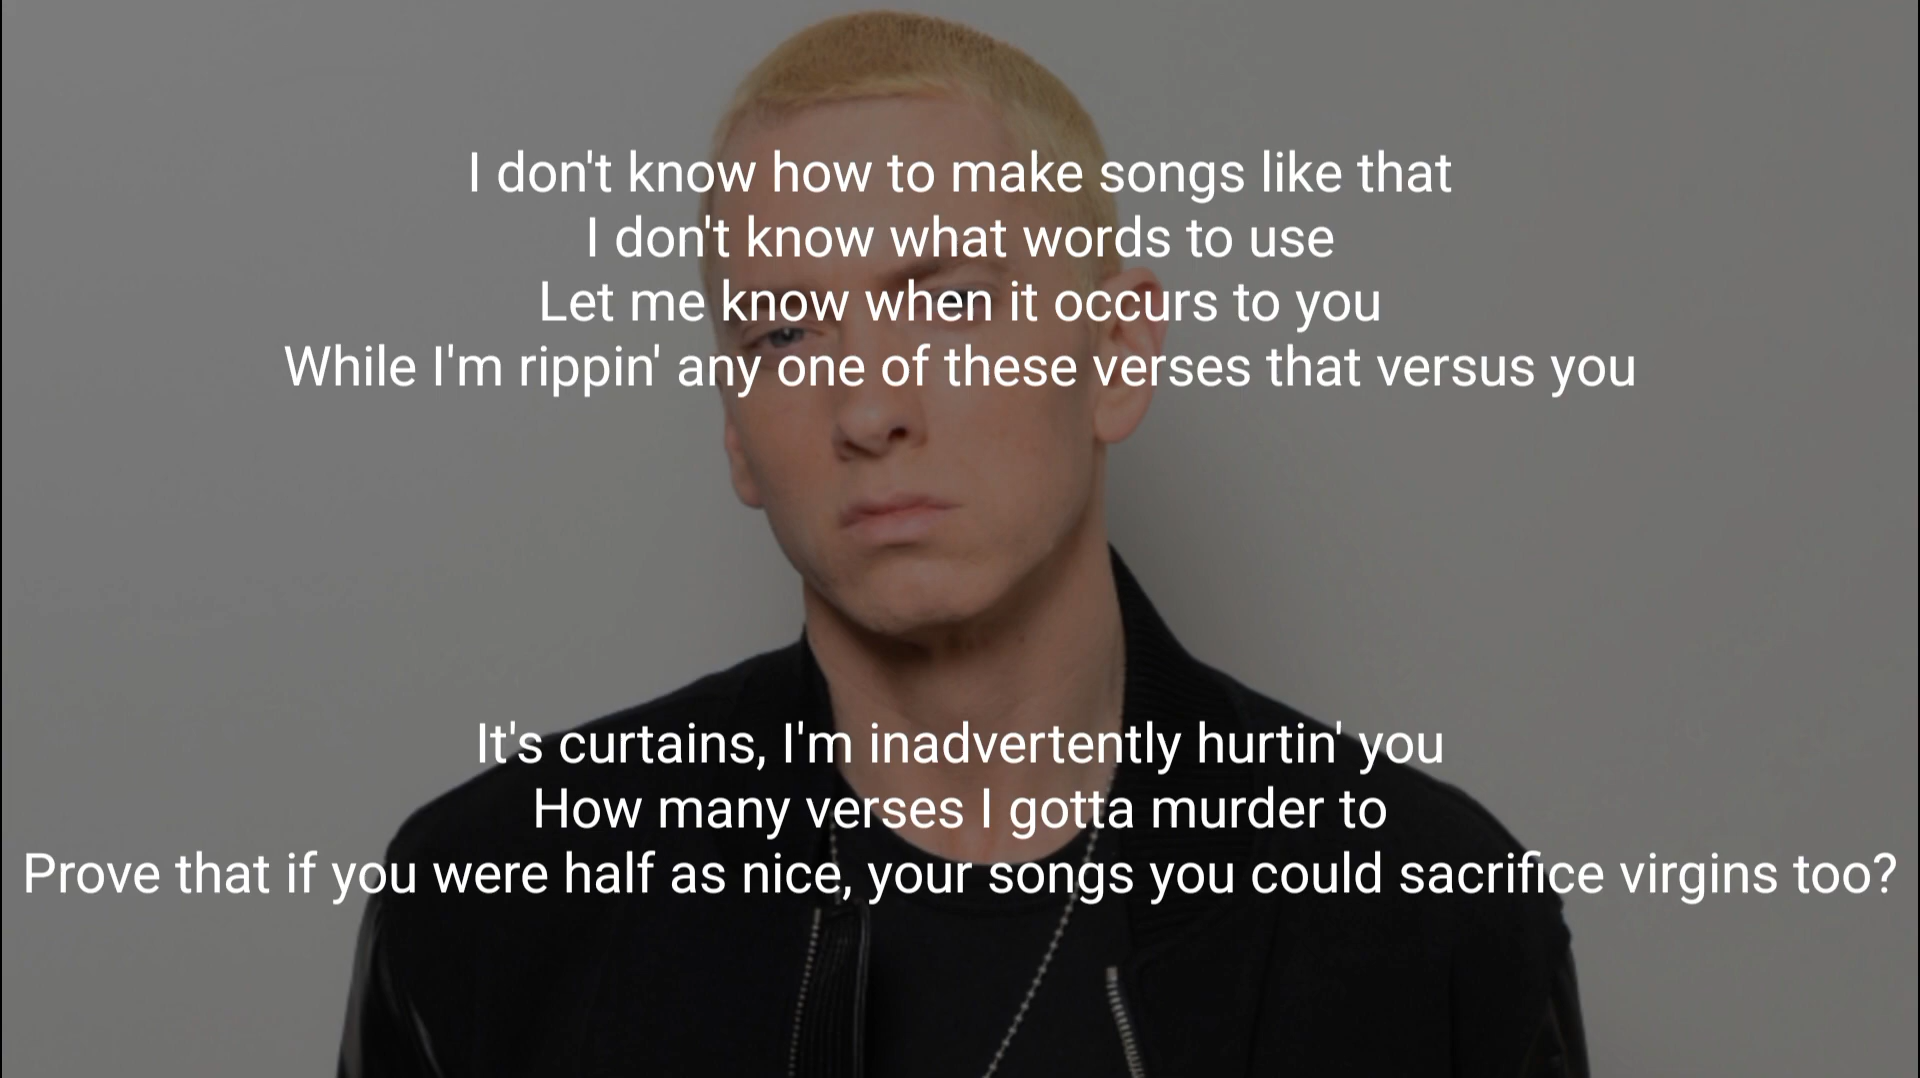 I don't know how to make songs like that
I don't know what words to use
Let me know when it occurs to you
While I'm rippin' any one of these verses that versus you
It's curtains, I'm inadvertently hurtin' you
How many verses I gotta murder to
Prove that if you were half as nice, your songs you could sacrifice virgins too?